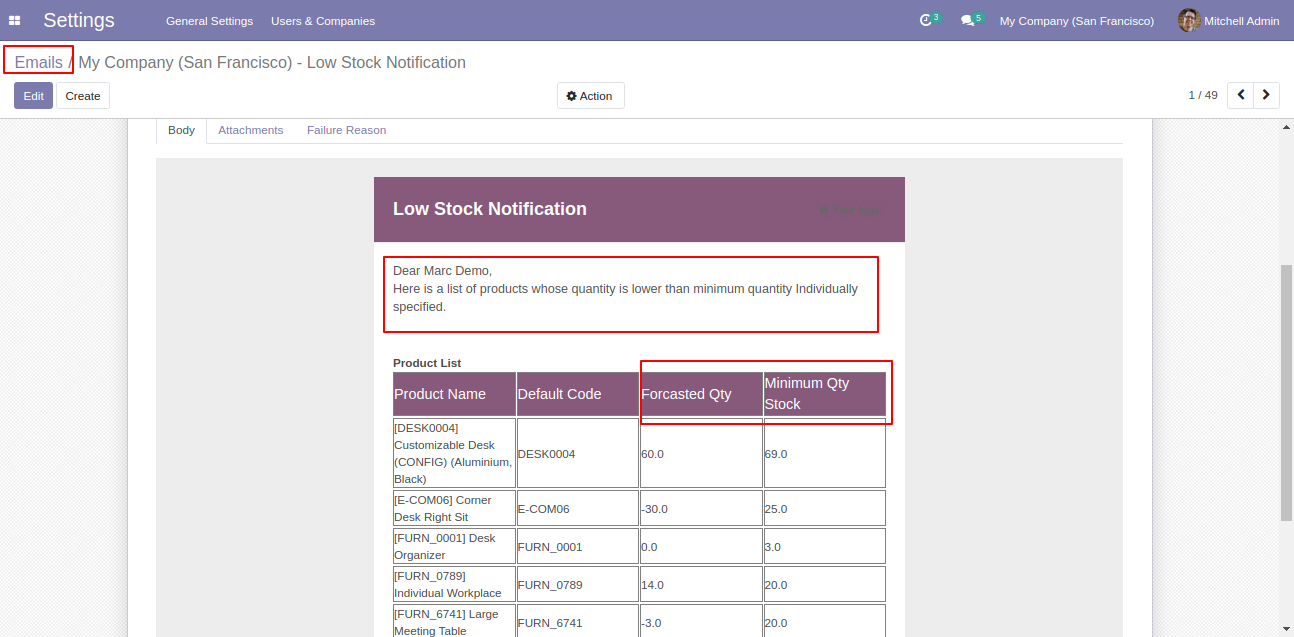 Settings General Settings Users & Companies 3 5 My Company (San Francisco) Mitchell Admin
Emails / My Company (San Francisco) - Low Stock Notification
Edit Create Action 1 / 49
Body Attachments Failure Reason
Low Stock Notification
Dear Marc Demo,
Here is a list of products whose quantity is lower than minimum quantity Individually
specified.
Product List
Product Name Default Code Forcasted Qty Minimum Qty
Stock
[DESK0004]
Customizable Desk
(CONFIG) (Aluminium,
Black)
DESK0004 60.0 69.0
[E-COM06] Corner
Desk Right Sit
E-COM06 -30.0 25.0
[FURN_0001] Desk
Organizer
FURN_0001 0.0 3.0
[FURN_0789]
Individual Workplace
FURN_0789 14.0 20.0
[FURN_6741] Large
Meeting Table
FURN_6741 -3.0 20.0